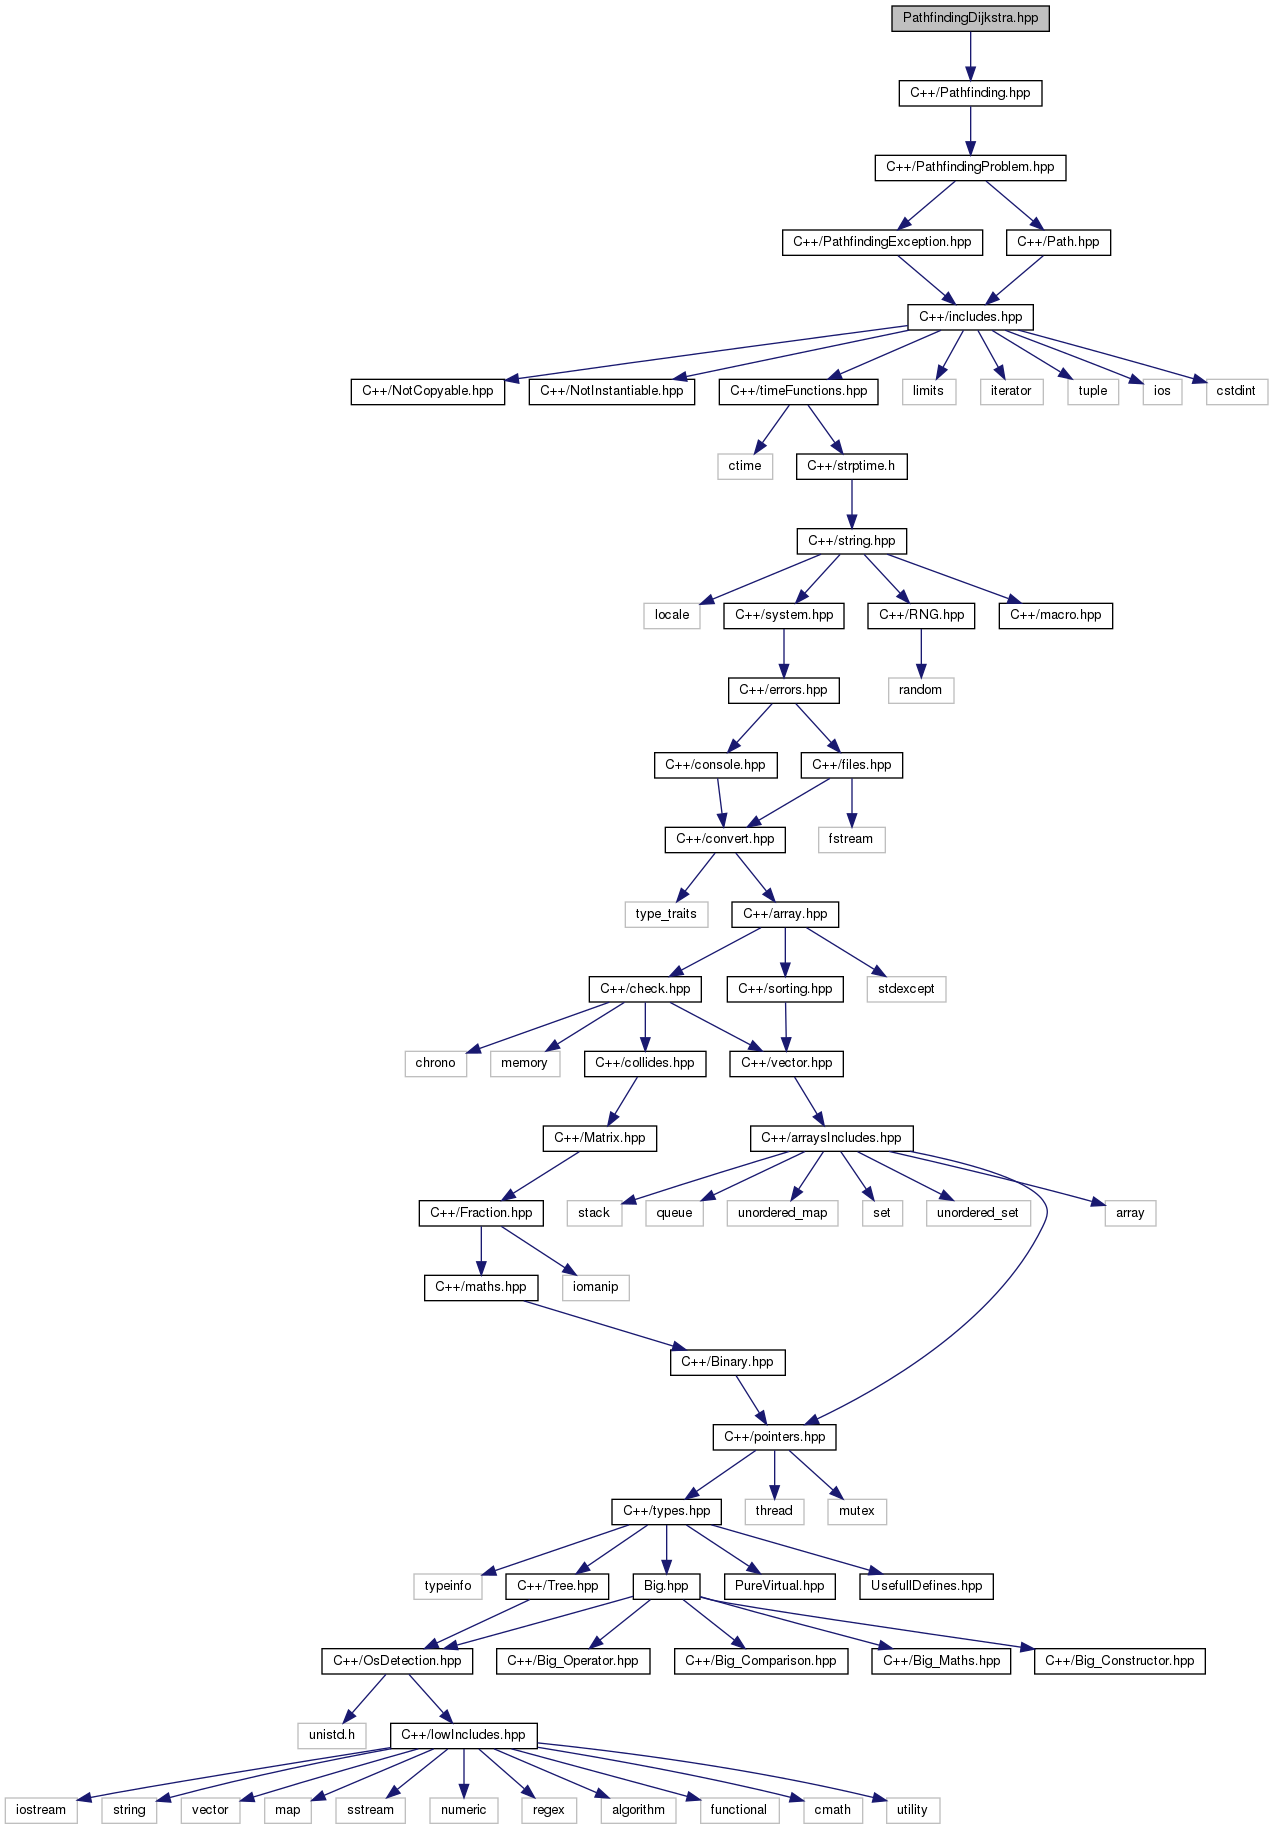 PathfindingDijkstra.hpp
C++/Pathfinding.hpp
C++/PathfindingProblem.hpp
C++/PathfindingException.hpp
C++/Path.hpp
C++/includes.hpp
C++/NotCopyable.hpp
C++/NotInstantiable.hpp
C++/timeFunctions.hpp
limits
iterator
tuple
ios
cstdint
ctime
C++/strptime.h
C++/string.hpp
locale
C++/system.hpp
C++/RNG.hpp
C++/macro.hpp
C++/errors.hpp
random
C++/console.hpp
C++/files.hpp
C++/convert.hpp
fstream
type_traits
C++/array.hpp
C++/check.hpp
C++/sorting.hpp
stdexcept
chrono
memory
C++/collides.hpp
C++/vector.hpp
C++/Matrix.hpp
C++/arraysIncludes.hpp
C++/Fraction.hpp
stack
queue
unordered_map
set
unordered_set
array
C++/maths.hpp
iomanip
C++/Binary.hpp
C++/pointers.hpp
C++/types.hpp
thread
mutex
typeinfo
C++/Tree.hpp
Big.hpp
PureVirtual.hpp
UsefullDefines.hpp
C++/OsDetection.hpp
C++/Big_Operator.hpp
C++/Big_Comparison.hpp
C++/Big_Maths.hpp
C++/Big_Constructor.hpp
unistd.h
C++/lowIncludes.hpp
iostream
string
vector
map
sstream
numeric
regex
algorithm
functional
cmath
utility